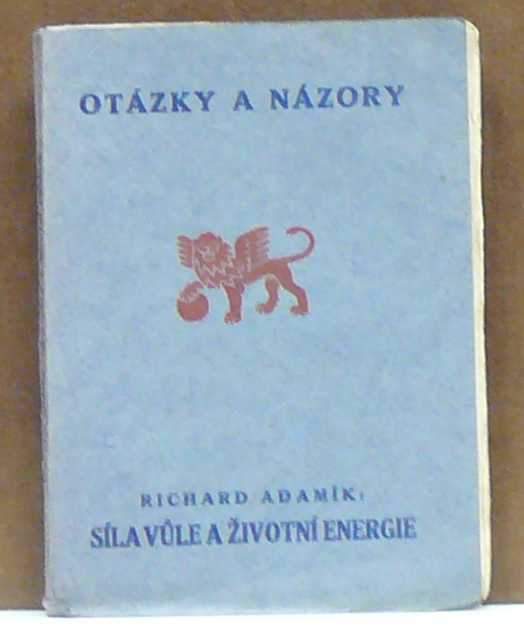 OTÁZKY A NÁZORY
RICHARD ADAMÍK:
SÍLA VŮLE A ŽIVOTNÍ ENERGIE